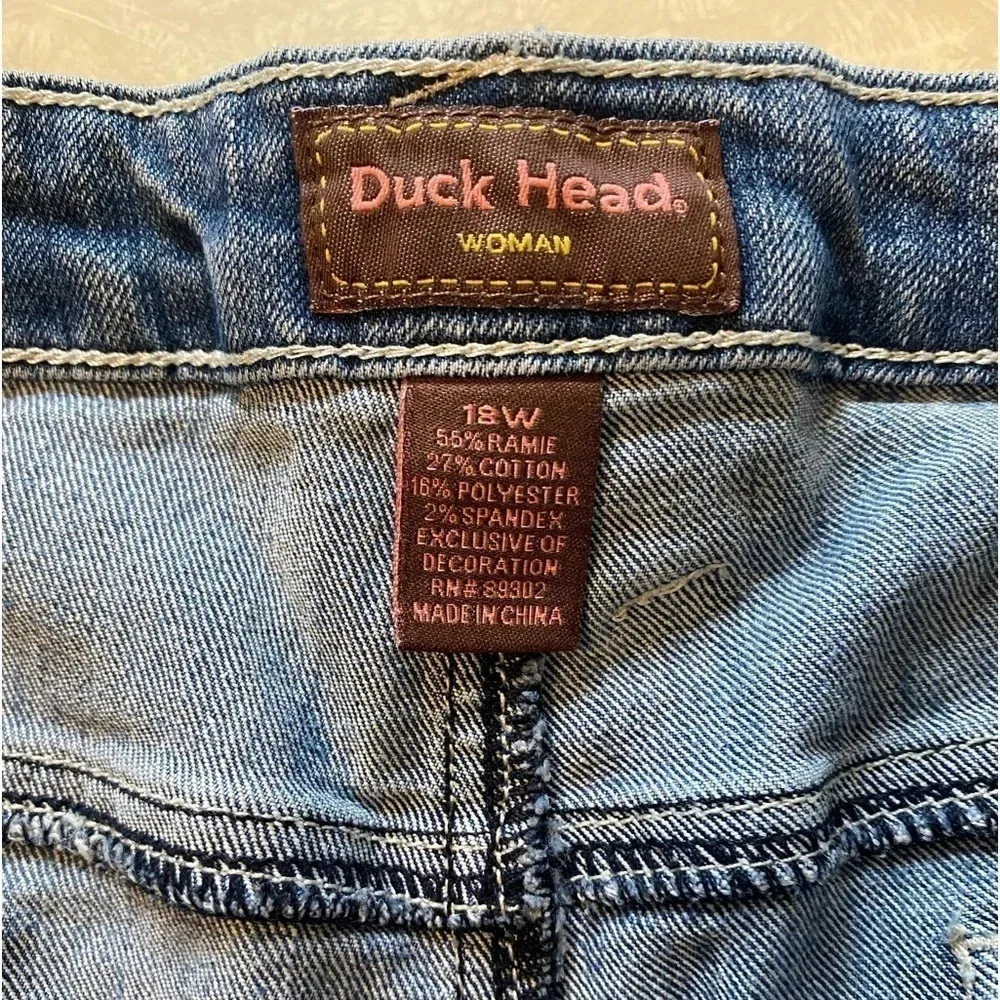 Duck Head®
WOMAN
18W
55% RAMIE
27% COTTON
16% POLYESTER
2% SPANDEX
EXCLUSIVE OF
DECORATION
RN# 89302
MADE IN CHINA